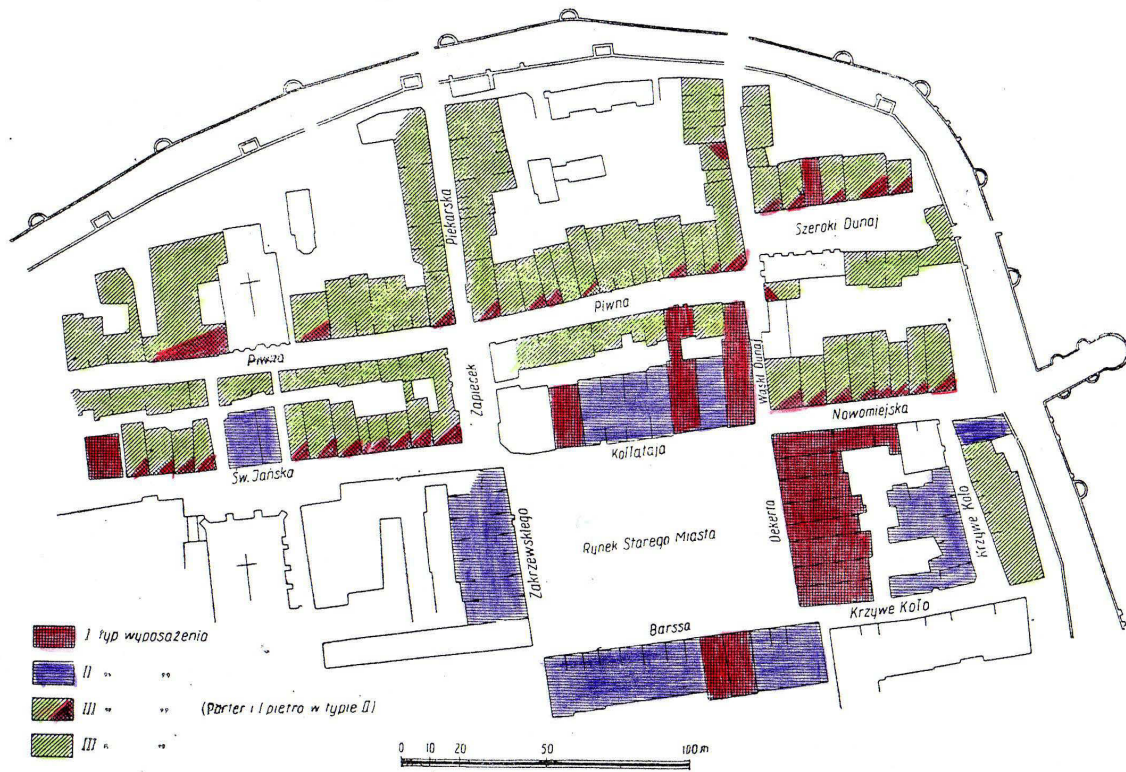 Piekarska
Szeroki Dunaj
Piwna
Piwna
Zapiecek
Wąski Dunaj
Nowomiejska
Kołłataja
Św. Jańska
Zakrzewskiego
Rynek Starego Miasta
Dekerta
Krzywe Koło
Krzywe Koło
Barssa
I typ wyposażenia
II " "
III " " (Parter i I piętro w typie II)
III " "
0 10 20 50 100 m